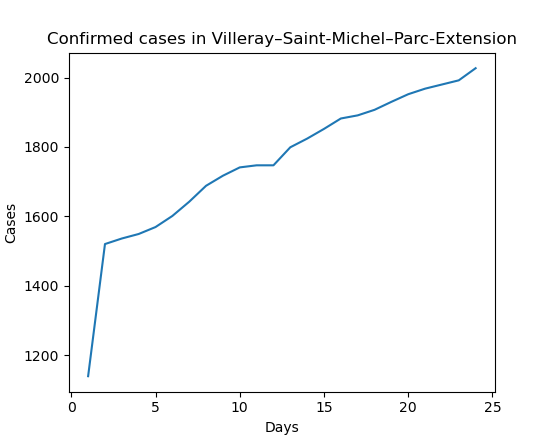 Confirmed cases in Villeray–Saint-Michel–Parc-Extension
2000
1800
1600
1400
1200
Cases
0 5 10 15 20 25
Days